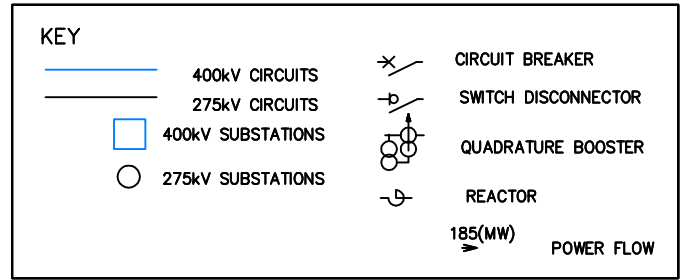 KEY
400kV CIRCUITS
275kV CIRCUITS
400kV SUBSTATIONS
275kV SUBSTATIONS
CIRCUIT BREAKER
SWITCH DISCONNECTOR
QUADRATURE BOOSTER
REACTOR
185(MW)
POWER FLOW